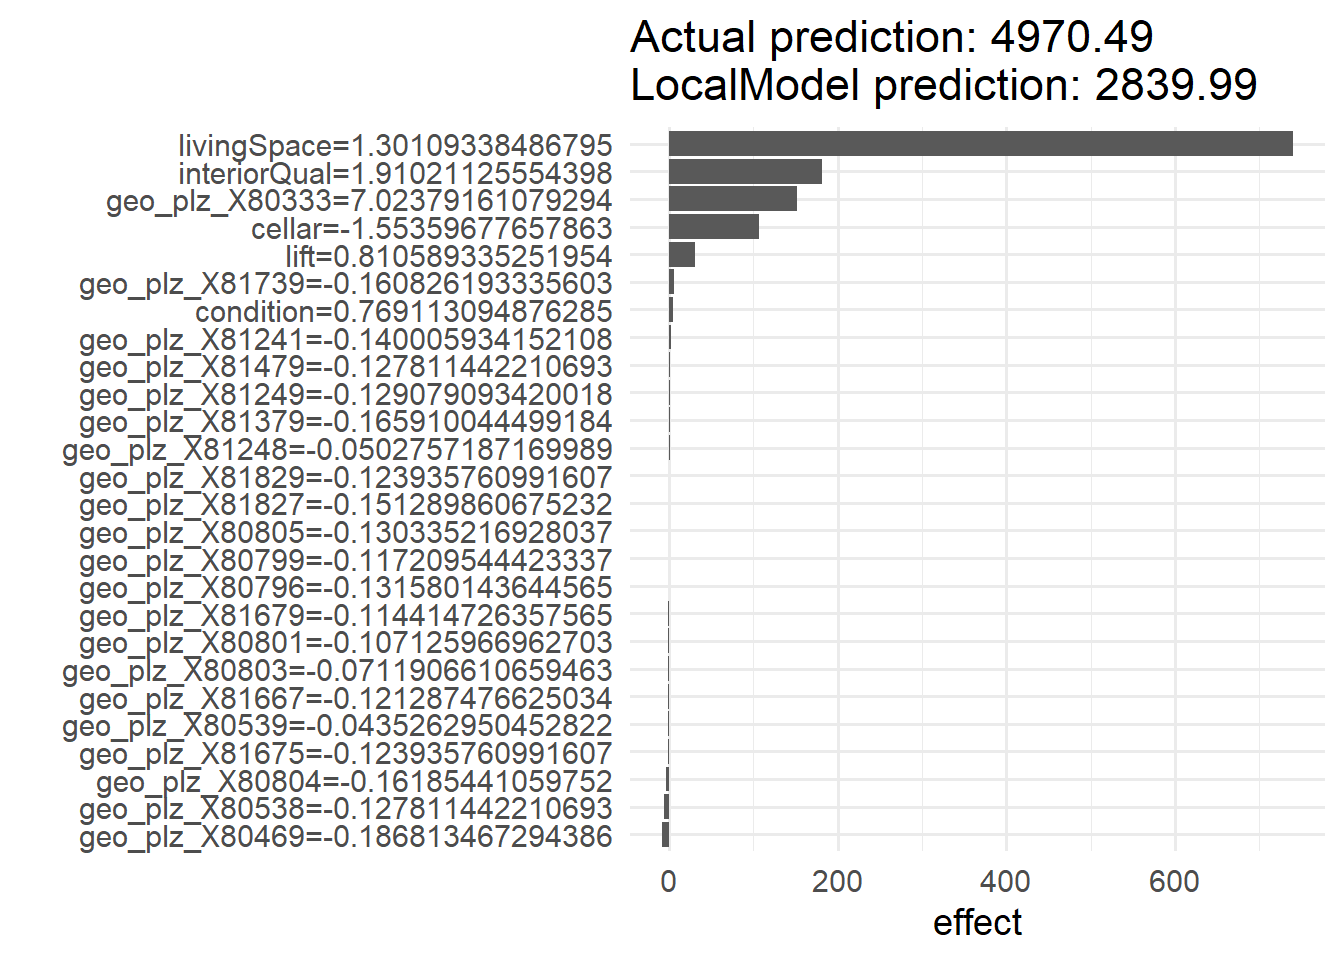 Actual prediction: 4970.49
LocalModel prediction: 2839.99
livingSpace=1.30109338486795
interiorQual=1.91021125554398
geo_plz_X80333=7.02379161079294
cellar=-1.55359677657863
lift=0.810589335251954
geo_plz_X81739=-0.160826193335603
condition=0.769113094876285
geo_plz_X81241=-0.140005934152108
geo_plz_X81479=-0.127811442210693
geo_plz_X81249=-0.129079093420018
geo_plz_X81379=-0.165910044499184
geo_plz_X81248=-0.0502757187169989
geo_plz_X81829=-0.123935760991607
geo_plz_X81827=-0.151289860675232
geo_plz_X80805=-0.130335216928037
geo_plz_X80799=-0.117209544423337
geo_plz_X80796=-0.131580143644565
geo_plz_X81679=-0.114414726357565
geo_plz_X80801=-0.107125966962703
geo_plz_X80803=-0.0711906610659463
geo_plz_X81667=-0.121287476625034
geo_plz_X80539=-0.0435262950452822
geo_plz_X81675=-0.123935760991607
geo_plz_X80804=-0.16185441059752
geo_plz_X80538=-0.127811442210693
geo_plz_X80469=-0.186813467294386
0 200 400 600
effect